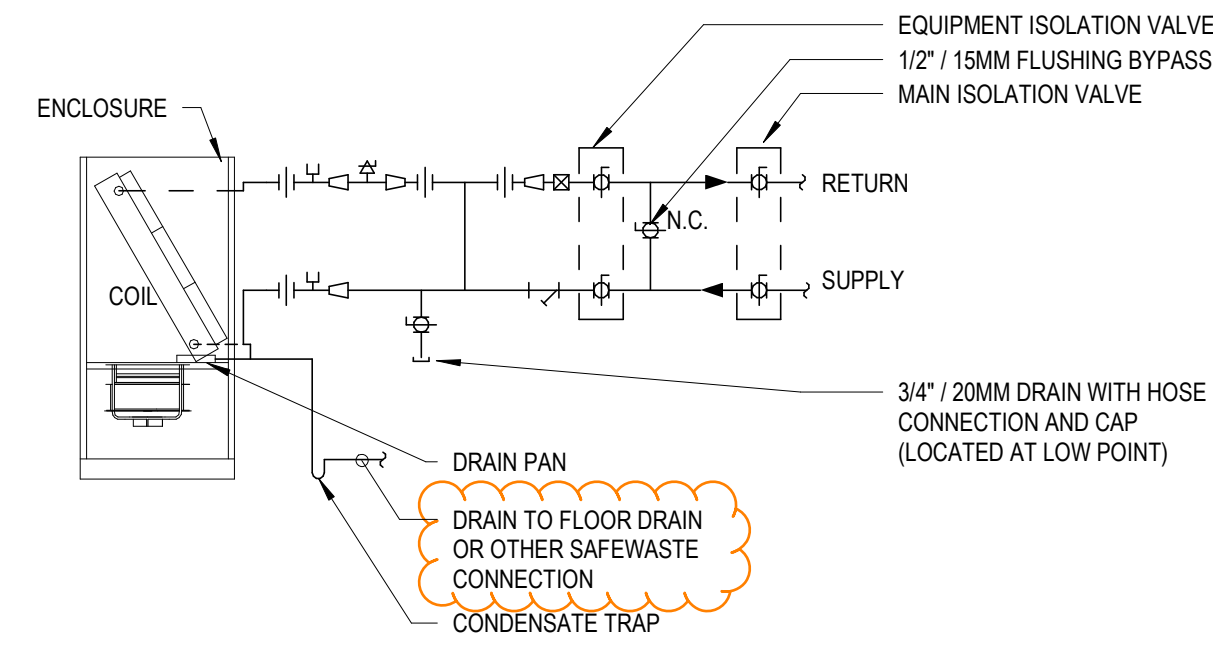 EQUIPMENT ISOLATION VALVE
1/2" / 15MM FLUSHING BYPASS
MAIN ISOLATION VALVE
ENCLOSURE
RETURN
N.C.
SUPPLY
COIL
3/4" / 20MM DRAIN WITH HOSE
CONNECTION AND CAP
(LOCATED AT LOW POINT)
DRAIN PAN
DRAIN TO FLOOR DRAIN
OR OTHER SAFEWASTE
CONNECTION
CONDENSATE TRAP